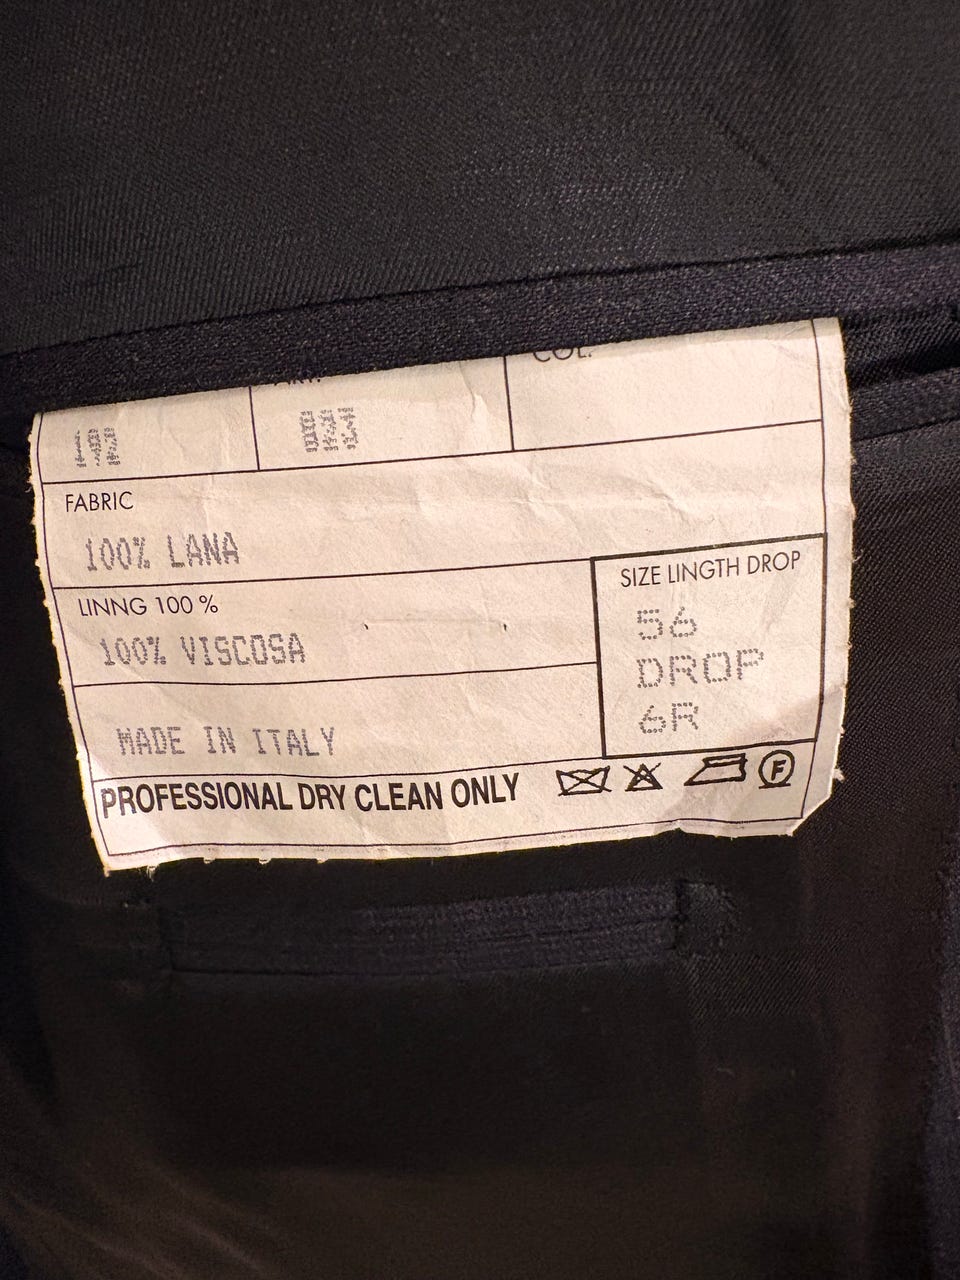 COL.
FABRIC
100% LANA
LINNG 100 %
100% VISCOSA
MADE IN ITALY
SIZE LINGTH DROP
56
DROP
6R
PROFESSIONAL DRY CLEAN ONLY
F